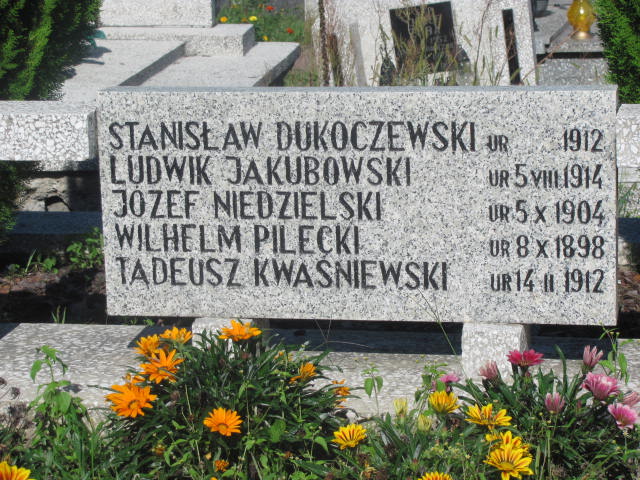 STANISŁAW DUKOCZEWSKI UR 1912
LUDWIK JAKUBOWSKI UR 5 VIII 1914
JÓZEF NIEDZIELSKI UR 5 X 1904
WILHELM PILECKI UR 8 X 1898
TADEUSZ KWAŚNIEWSKI UR 14 II 1912